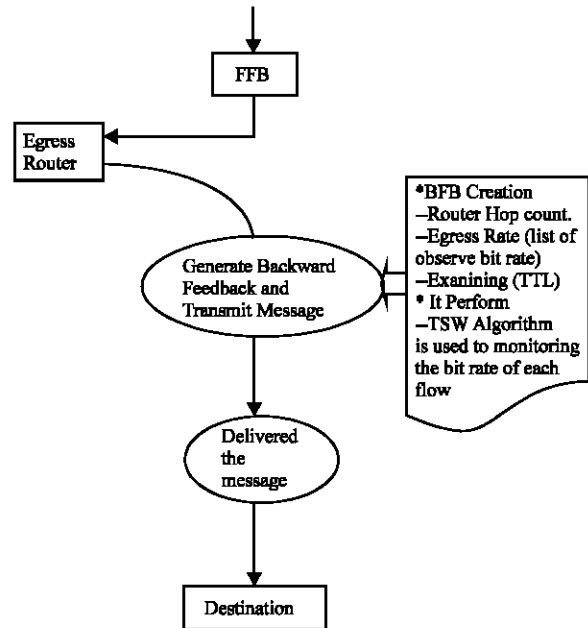 FFB
Egress
Router
Generate Backward
Feedback and
Transmit Message
*BFB Creation
–Router Hop count.
–Egress Rate (list of
observe bit rate)
–Exanining (TTL)
* It Perform
–TSW Algorithm
is used to monitoring
the bit rate of each
flow
Delivered
the
message
Destination